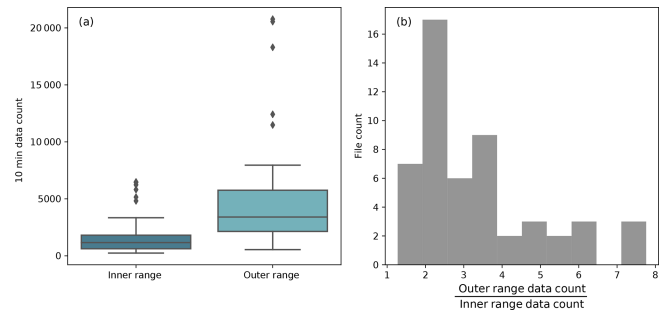 (a)
20 000
15 000
10 000
5000
0
10 min data count
Inner range
Outer range
(b)
16
14
12
10
8
6
4
2
0
File count
1 2 3 4 5 6 7 8
Outer range data count
Inner range data count